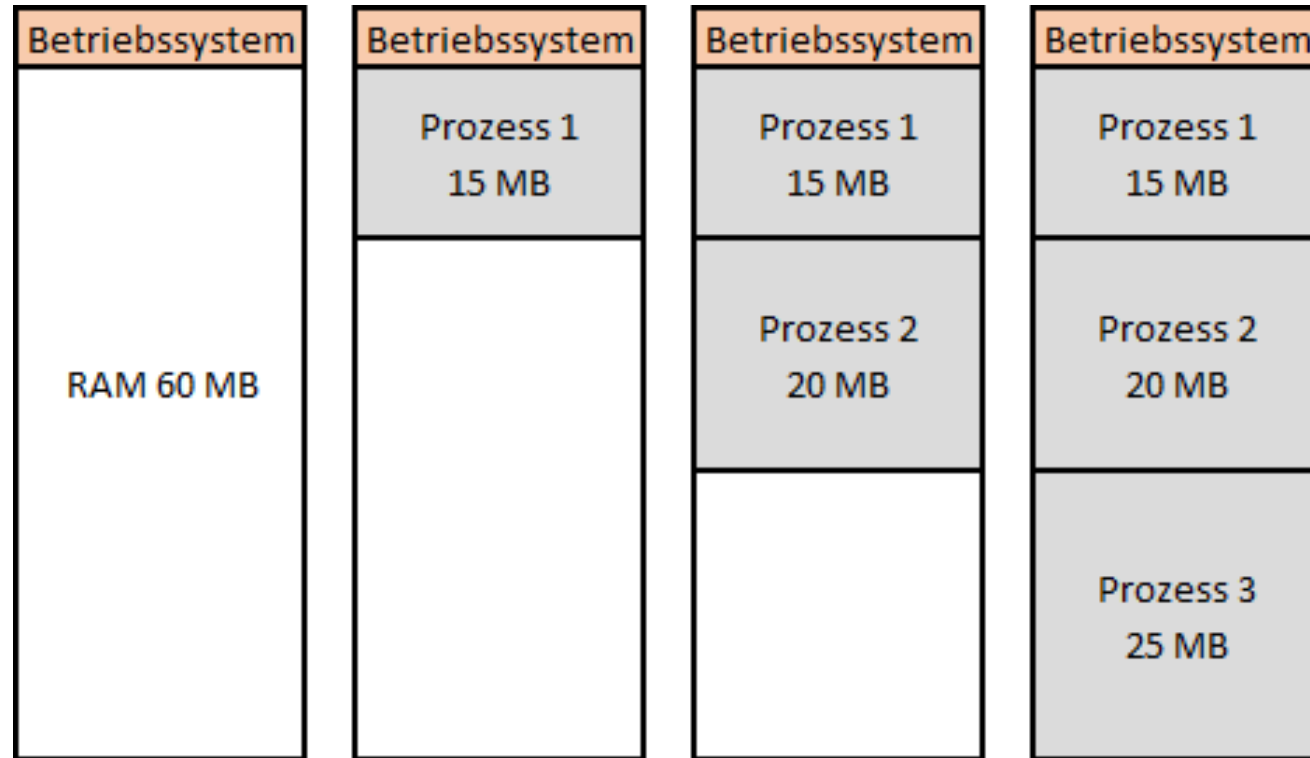 Betriebssystem
RAM 60 MB
Betriebssystem
Prozess 1
15 MB
Betriebssystem
Prozess 1
15 MB
Prozess 2
20 MB
Betriebssystem
Prozess 1
15 MB
Prozess 2
20 MB
Prozess 3
25 MB